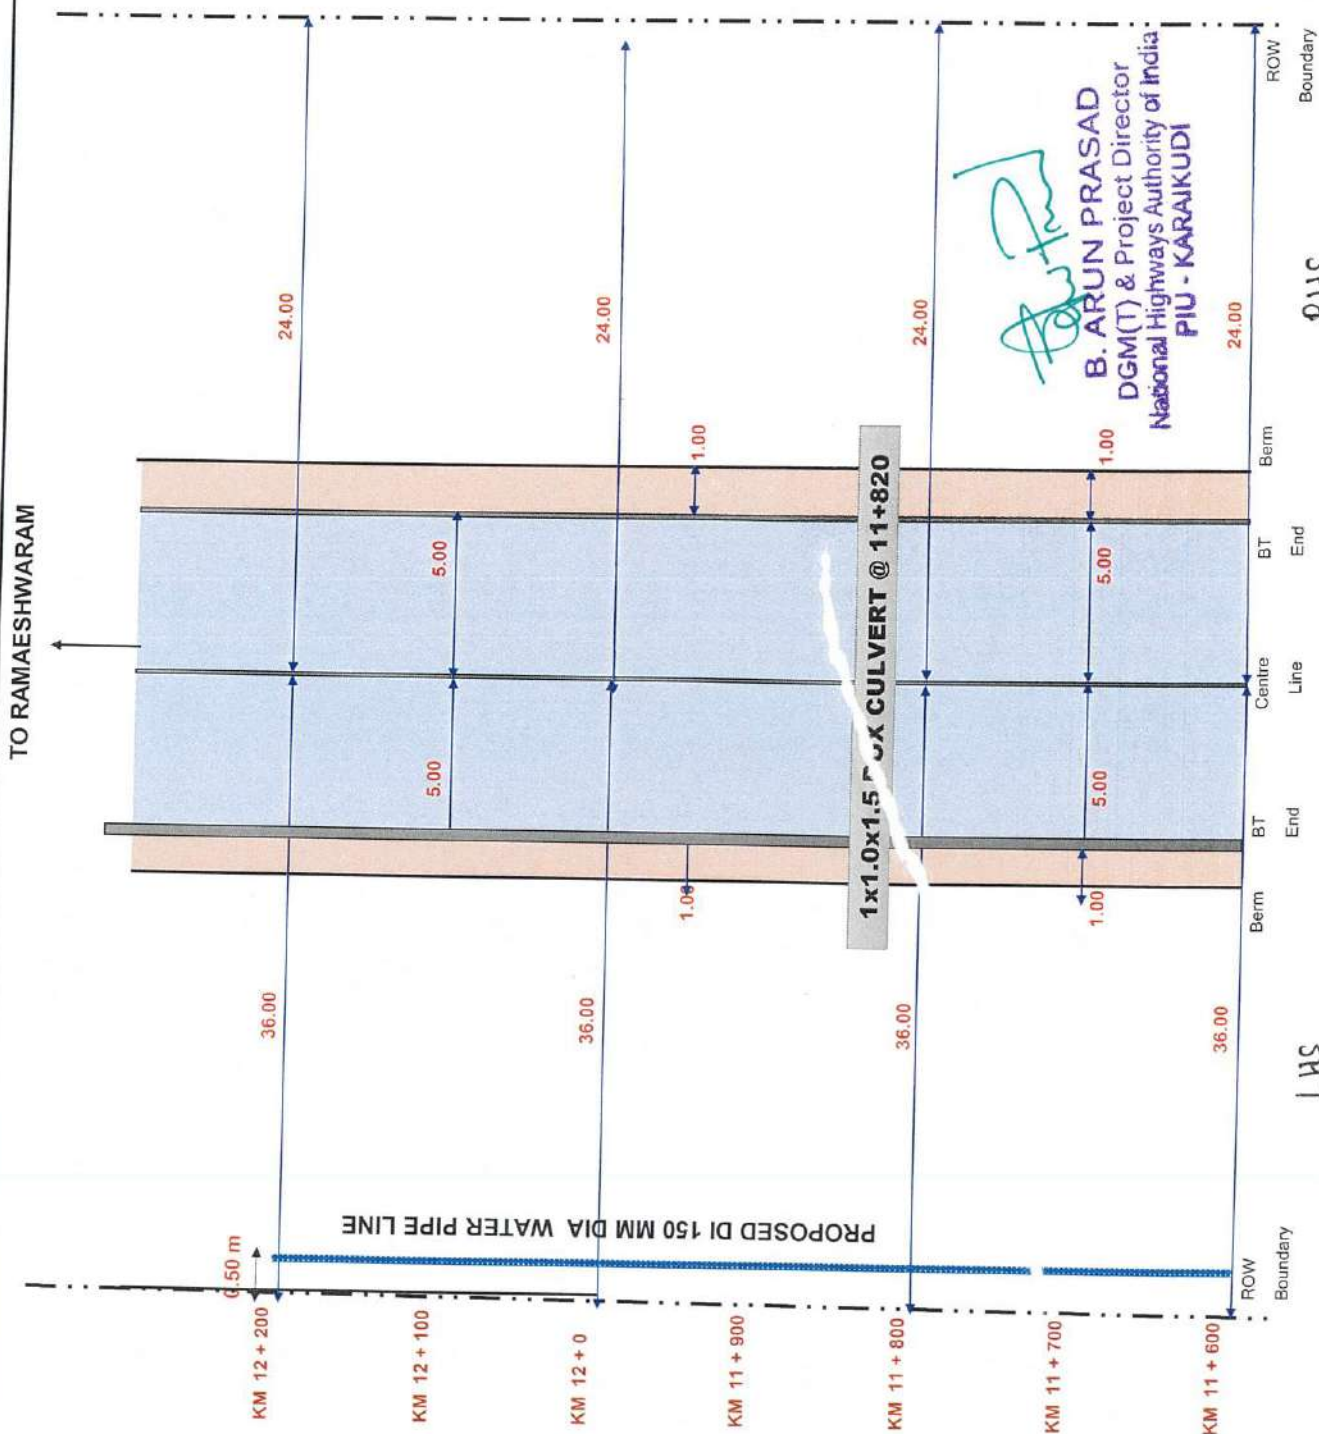 TO RAMAESHWARAM
24.00
24.00
24.00
24.00
5.00
1.00
5.00
1.00
5.00
5.00
1.00
1.00
1x1.0x1.5 CULVERT @ 11+820
36.00
36.00
36.00
36.00
0.50 m
PROPOSED DI 150 MM DIA WATER PIPE LINE
KM 12 + 200
KM 12 + 100
KM 12 + 0
KM 11 + 900
KM 11 + 800
KM 11 + 700
KM 11 + 600
ROW
Boundary
Berm
BT
End
Centre
Line
BT
End
Berm
ROW
Boundary
B. ARUN PRASAD
DGM(T) & Project Director
National Highways Authority of India
PIU - KARAIKUDI